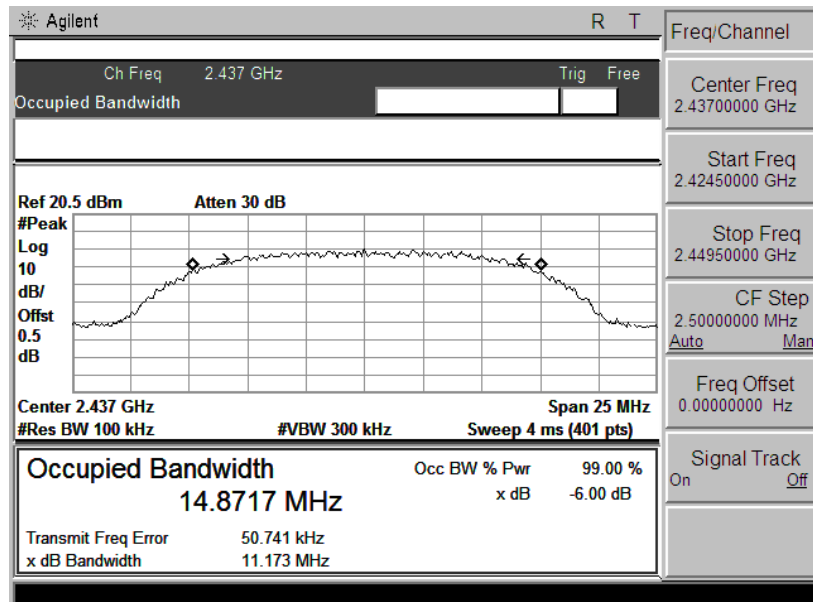 Agilent R T
Ch Freq 2.437 GHz Trig Free
Occupied Bandwidth
Ref 20.5 dBm Atten 30 dB
#Peak
Log
10
dB/
Offst
0.5
dB
Center 2.437 GHz Span 25 MHz
#Res BW 100 kHz #VBW 300 kHz Sweep 4 ms (401 pts)
Occupied Bandwidth Occ BW % Pwr 99.00 %
14.8717 MHz x dB -6.00 dB
Transmit Freq Error 50.741 kHz
x dB Bandwidth 11.173 MHz
Freq/Channel
Center Freq
2.43700000 GHz
Start Freq
2.42450000 GHz
Stop Freq
2.44950000 GHz
CF Step
2.50000000 MHz
Auto Man
Freq Offset
0.00000000 Hz
Signal Track
On Off